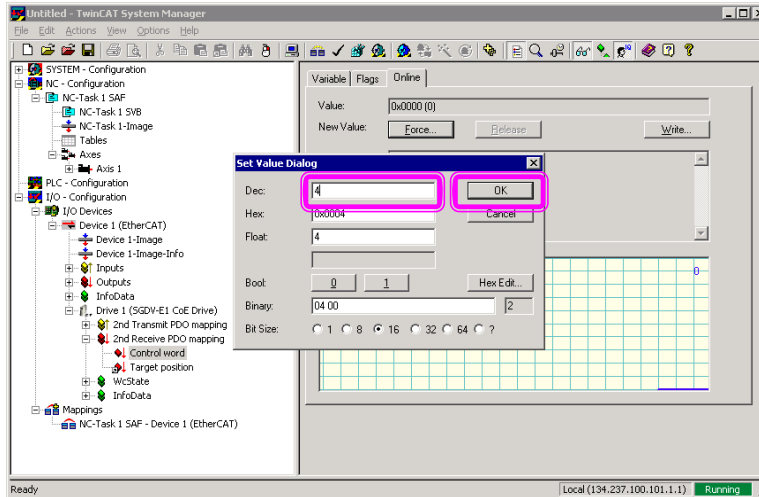 Untitled - TwinCAT System Manager
File Edit Actions View Options Help
SYSTEM - Configuration
NC - Configuration
NC-Task 1 SAF
NC-Task 1 SVB
NC-Task 1-Image
Tables
Axes
Axis 1
PLC - Configuration
I/O - Configuration
I/O Devices
Device 1 (EtherCAT)
Device 1-Image
Device 1-Image-Info
Inputs
Outputs
InfoData
Drive 1 (SGDV-E1 CoE Drive)
2nd Transmit PDO mapping
2nd Receive PDO mapping
Control word
Target position
WcState
InfoData
Mappings
NC-Task 1 SAF - Device 1 (EtherCAT)
Variable Flags Online
Value: 0x0000 (0)
New Value: Force... Release Write...
Set Value Dialog
Dec: 4 OK
Hex: 0x0004 Cancel
Float: 4
Bool: 0 1 Hex Edit...
Binary: 04 00 2
Bit Size: 1 8 16 32 64 ?
0
Ready Local (134.237.100.101.1.1) Running